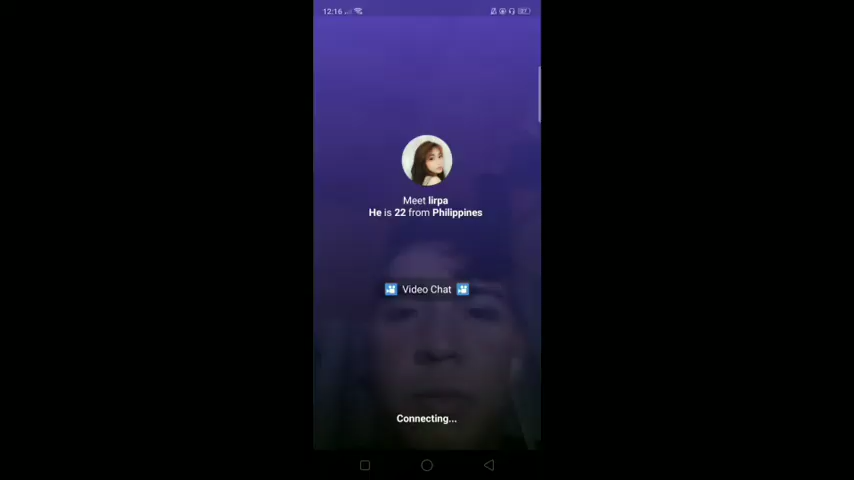 12:16
Meet lirpa
He is 22 from Philippines
Video Chat
Connecting...